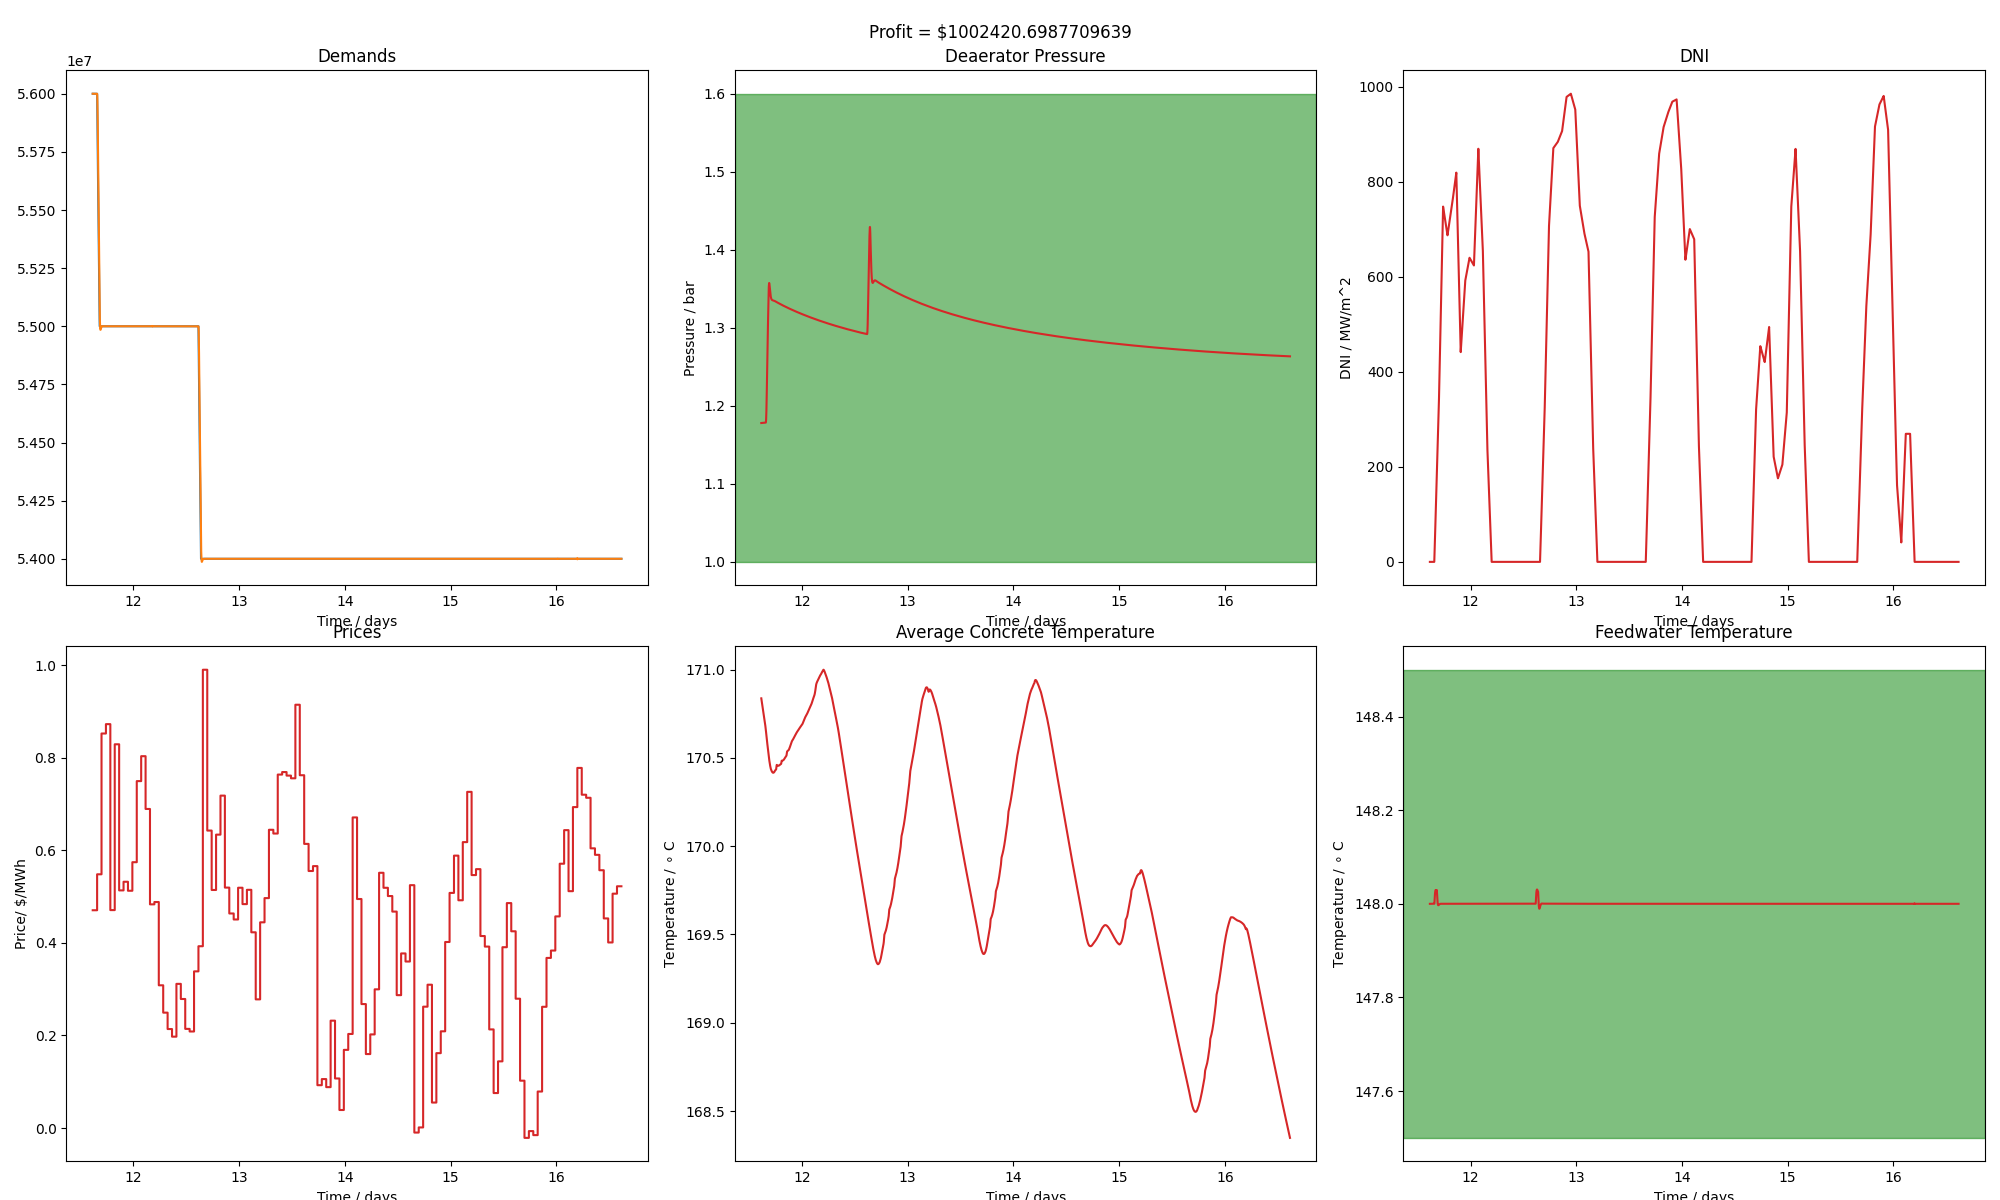 Profit = $1002420.6987709639
Demands
1e7
5.600
5.575
5.550
5.525
5.500
5.475
5.450
5.425
5.400
12 13 14 15 16
Time / days
Deaerator Pressure
Pressure / bar
1.6
1.5
1.4
1.3
1.2
1.1
1.0
12 13 14 15 16
Time / days
DNI
DNI / MW/m^2
1000
800
600
400
200
0
12 13 14 15 16
Time / days
Prices
Price/ $/MWh
1.0
0.8
0.6
0.4
0.2
0.0
12 13 14 15 16
Time / days
Average Concrete Temperature
Temperature / ∘ C
171.0
170.5
170.0
169.5
169.0
168.5
12 13 14 15 16
Time / days
Feedwater Temperature
Temperature / ∘ C
148.4
148.2
148.0
147.8
147.6
12 13 14 15 16
Time / days